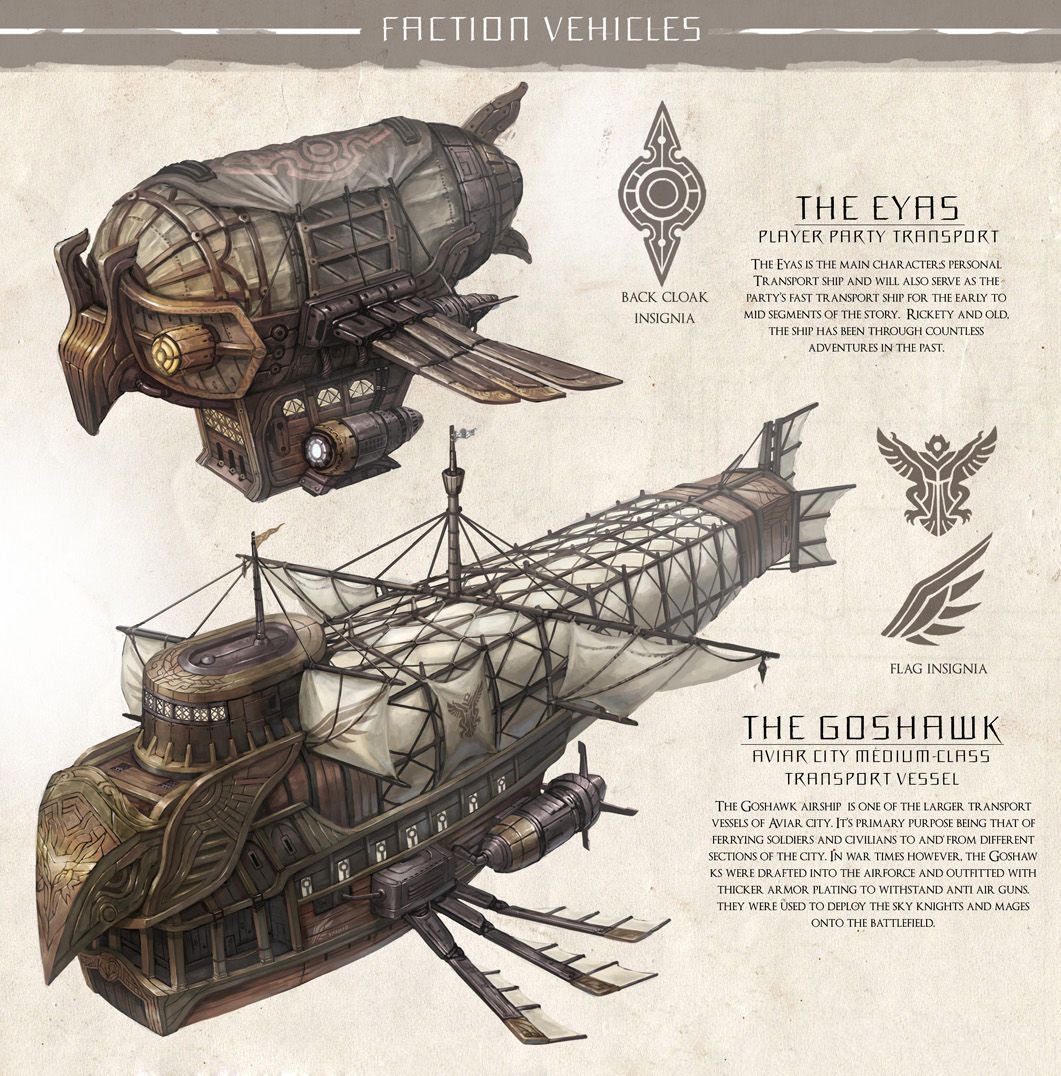 FACTION VEHICLES
THE EYAS
PLAYER PARTY TRANSPORT
The Eyas is the main character;s personal
Transport ship and will also serve as the
party's fast transport ship for the early to
mid segments of the story. Rickety and old,
the ship has been through countless
adventures in the past.
BACK CLOAK
INSIGNIA
FLAG INSIGNIA
THE GOSHAWK
AVIAR CITY MEDIUM-CLASS
TRANSPORT VESSEL
The Goshawk airship is one of the larger transport
vessels of Aviar city. It's primary purpose being that of
ferrying soldiers and civilians to and from different
sections of the city. In war times however, the Goshaw
ks were drafted into the airforce and outfitted with
thicker armor plating to withstand anti air guns.
they were used to deploy the sky knights and mages
onto the battlefield.